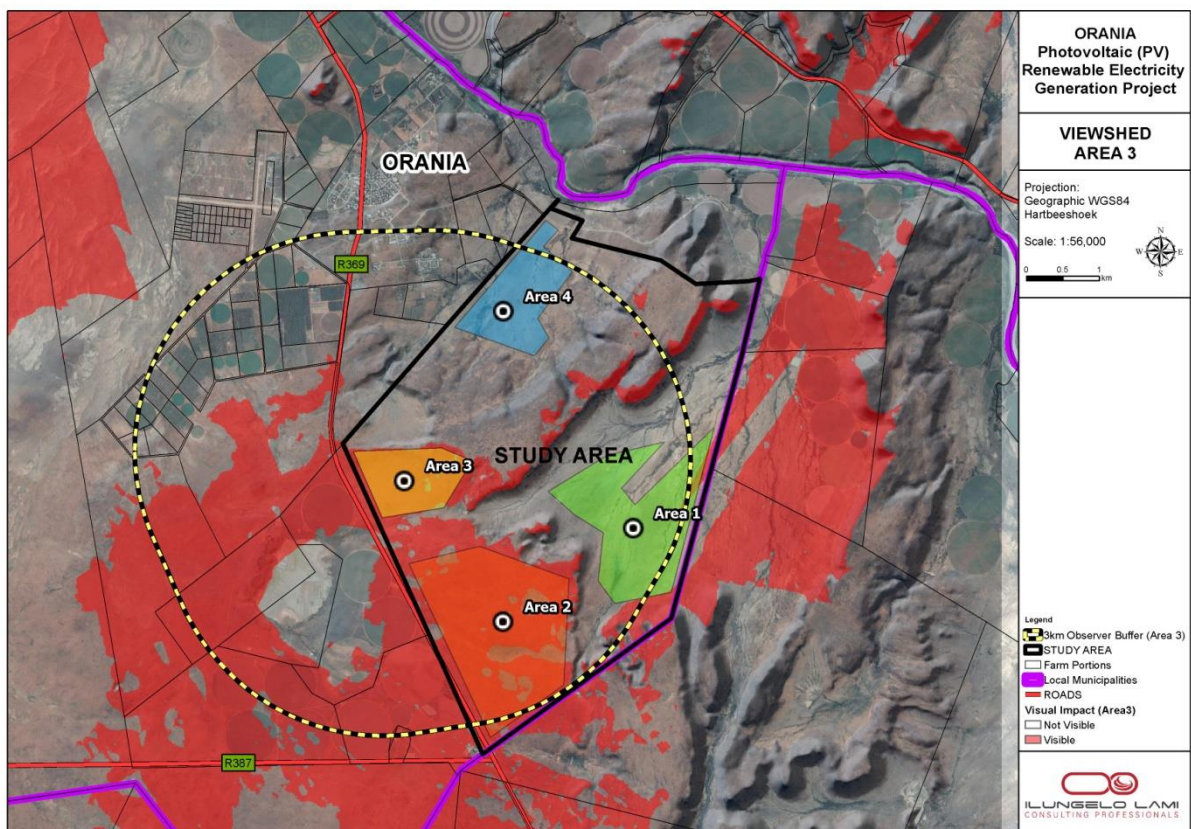 ORANIA
Photovoltaic (PV)
Renewable Electricity
Generation Project
VIEWSHED
AREA 3
Projection:
Geographic WGS84
Hartbeeshoek
Scale: 1:56,000
N
W
E
S
0 0.5 1
km
ORANIA
R369
Area 4
Area 3
STUDY AREA
Area 1
Area 2
R387
Legend
3km Observer Buffer (Area 3)
STUDY AREA
Farm Portions
Local Municipalities
ROADS
Visual Impact (Area3)
Not Visible
Visible
ILUNGELO LAMI
CONSULTING PROFESSIONALS